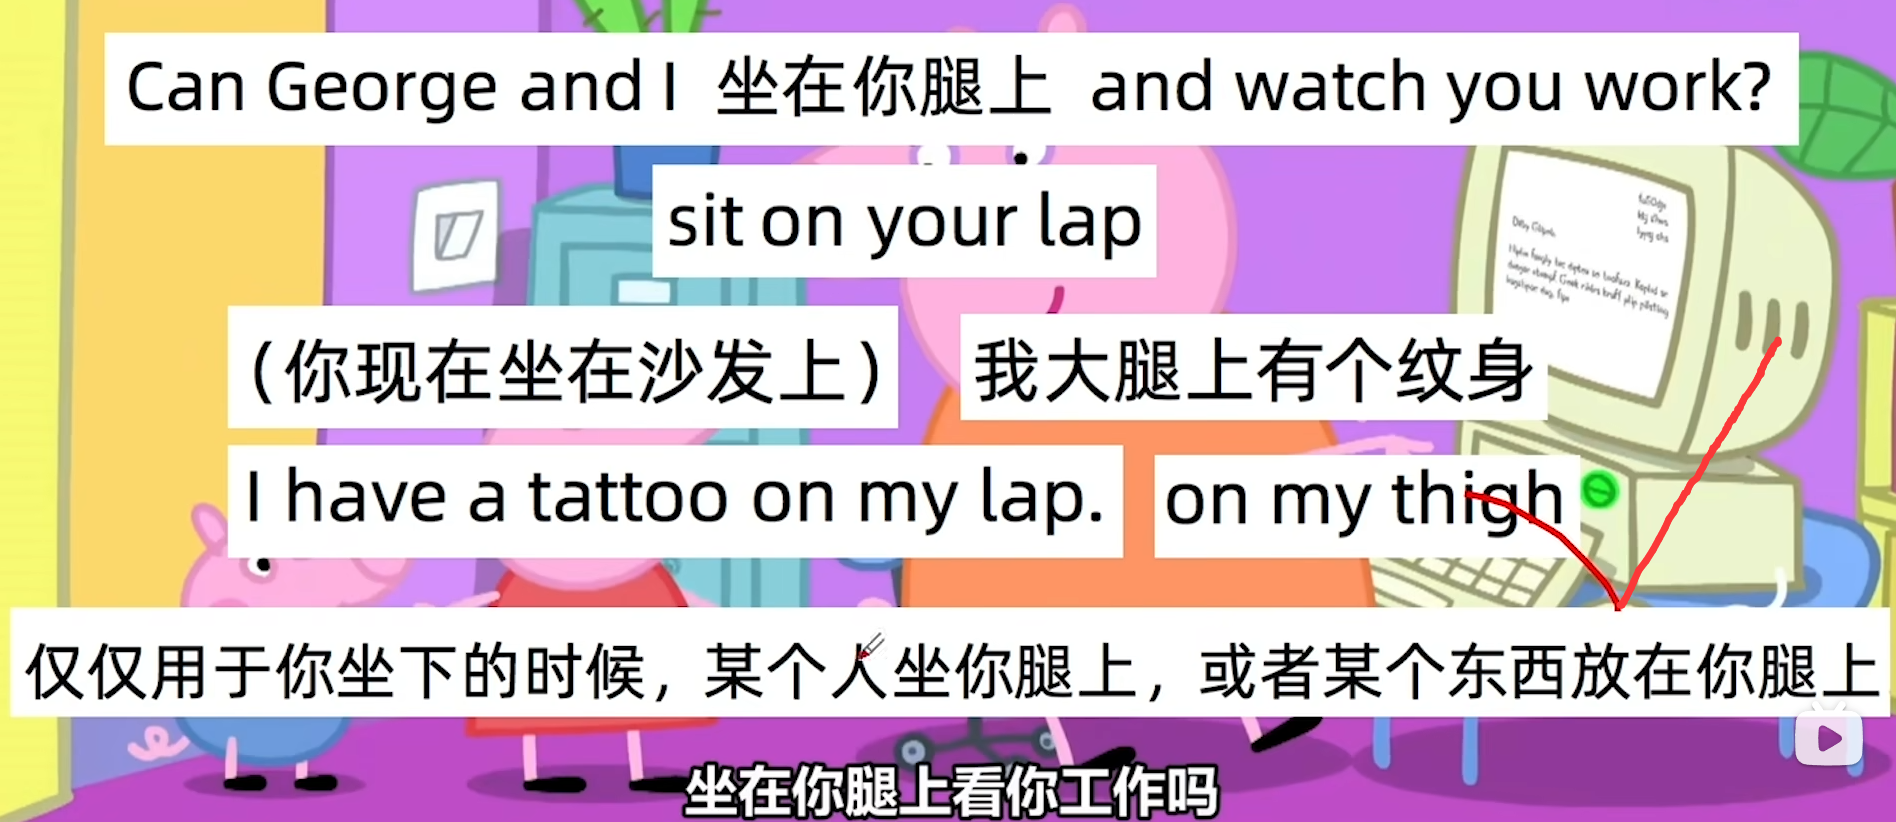 Can George and I 坐在你腿上 and watch you work?
sit on your lap
（你现在坐在沙发上） 我大腿上有个纹身
I have a tattoo on my lap. on my thigh
仅仅用于你坐下的时候，某个人坐你腿上，或者某个东西放在你腿上
坐在你腿上看你工作吗